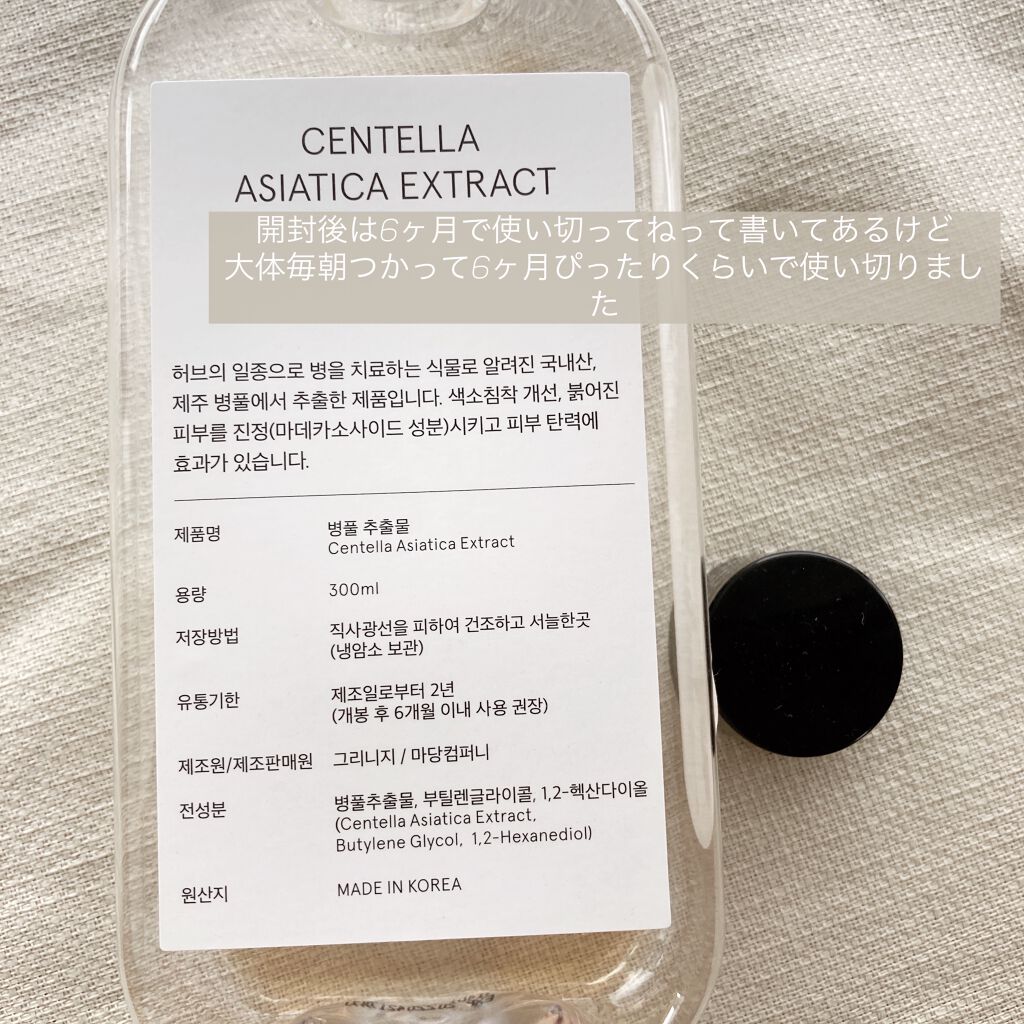 CENTELLA
ASIATICA EXTRACT
開封後は6ヶ月で使い切ってねって書いてあるけど
大体毎朝つかって6ヶ月ぴったりくらいで使い切りまし
た
허브의 일종으로 병을 치료하는 식물로 알려진 국내산,
제주 병풀에서 추출한 제품입니다. 색소침착 개선, 붉어진
피부를 진정(마데카소사이드 성분)시키고 피부 탄력에
효과가 있습니다.
제품명 병풀 추출물
Centella Asiatica Extract
용량 300ml
저장방법 직사광선을 피하여 건조하고 서늘한곳
(냉암소 보관)
유통기한 제조일로부터 2년
(개봉 후 6개월 이내 사용 권장)
제조원/제조판매원 그리니지 / 마당컴퍼니
전성분 병풀추출물, 부틸렌글라이콜, 1,2-헥산다이올
(Centella Asiatica Extract,
Butylene Glycol, 1,2-Hexanediol)
원산지 MADE IN KOREA